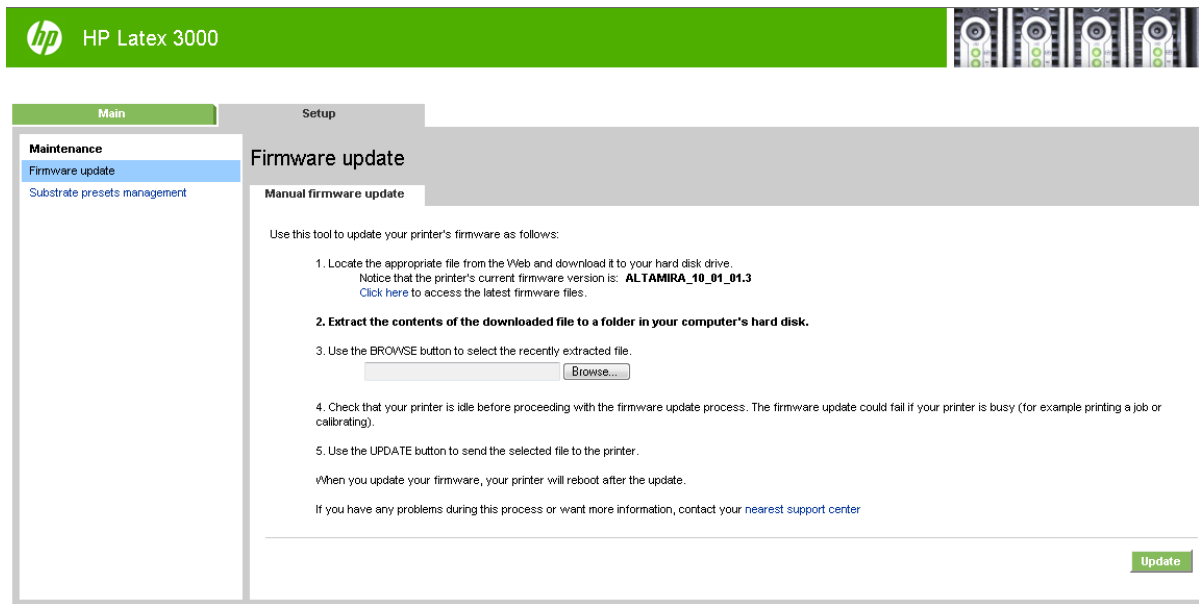 hp HP Latex 3000
Main Setup
Maintenance
Firmware update
Substrate presets management
Firmware update
Manual firmware update
Use this tool to update your printer's firmware as follows:
1. Locate the appropriate file from the Web and download it to your hard disk drive.
Notice that the printer's current firmware version is: ALTAMIRA_10_01_01.3
Click here to access the latest firmware files.
2. Extract the contents of the downloaded file to a folder in your computer's hard disk.
3. Use the BROWSE button to select the recently extracted file.
Browse...
4. Check that your printer is idle before proceeding with the firmware update process. The firmware update could fail if your printer is busy (for example printing a job or
calibrating).
5. Use the UPDATE button to send the selected file to the printer.
When you update your firmware, your printer will reboot after the update.
If you have any problems during this process or want more information, contact your nearest support center
Update